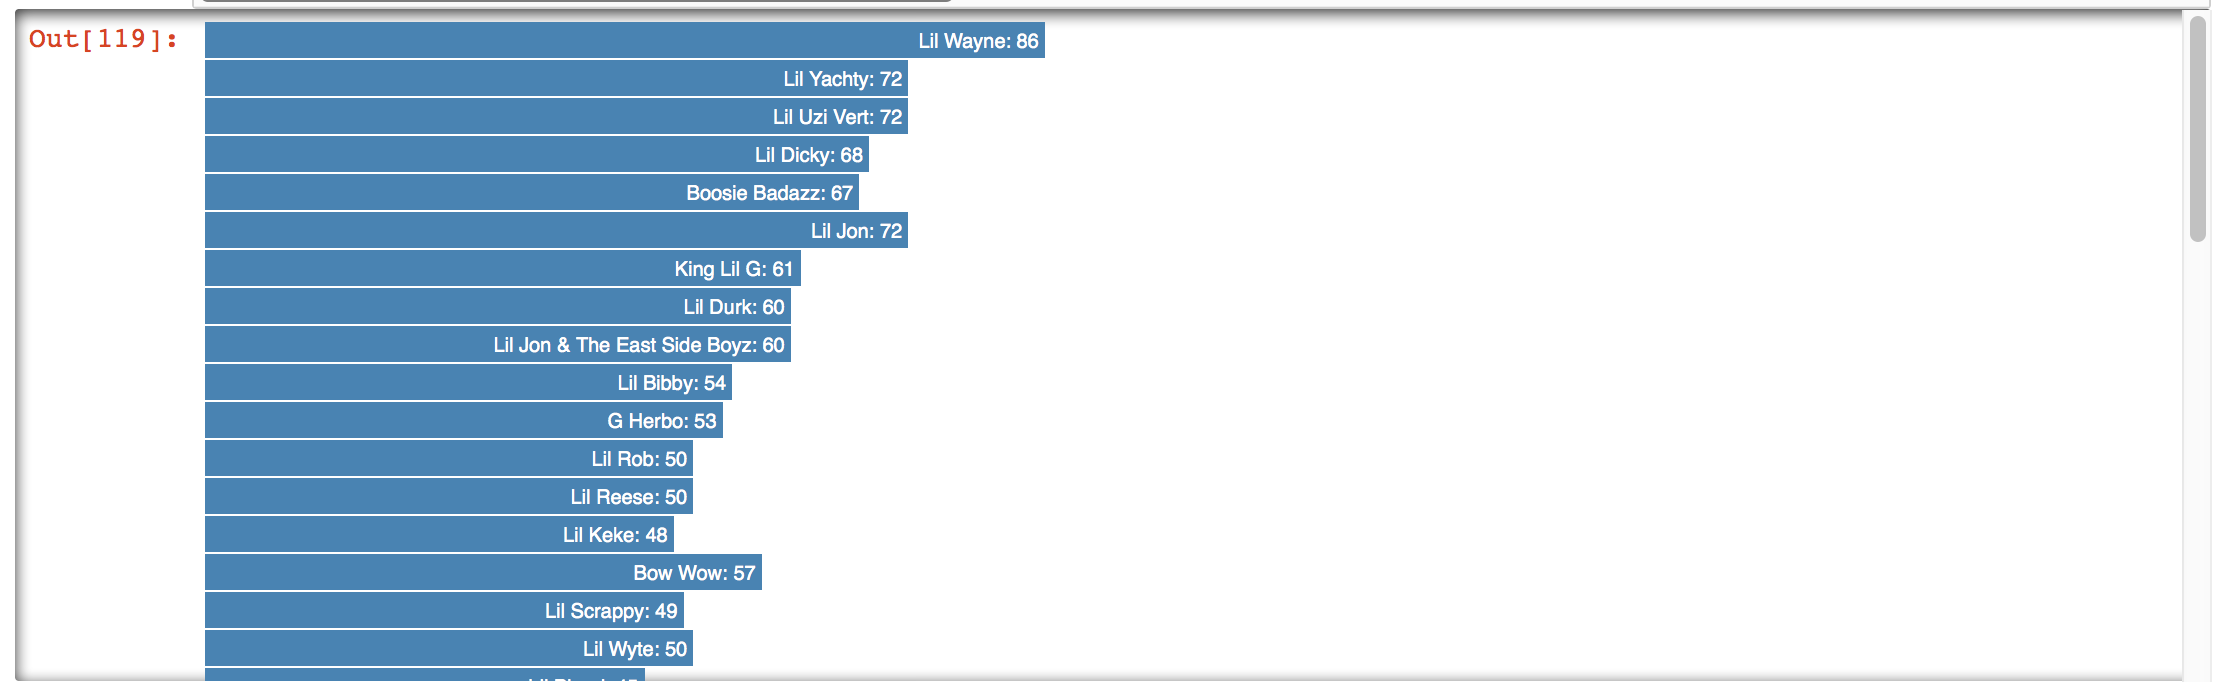 Out[119]:
Lil Wayne: 86
Lil Yachty: 72
Lil Uzi Vert: 72
Lil Dicky: 68
Boosie Badazz: 67
Lil Jon: 72
King Lil G: 61
Lil Durk: 60
Lil Jon & The East Side Boyz: 60
Lil Bibby: 54
G Herbo: 53
Lil Rob: 50
Lil Reese: 50
Lil Keke: 48
Bow Wow: 57
Lil Scrappy: 49
Lil Wyte: 50
Lil